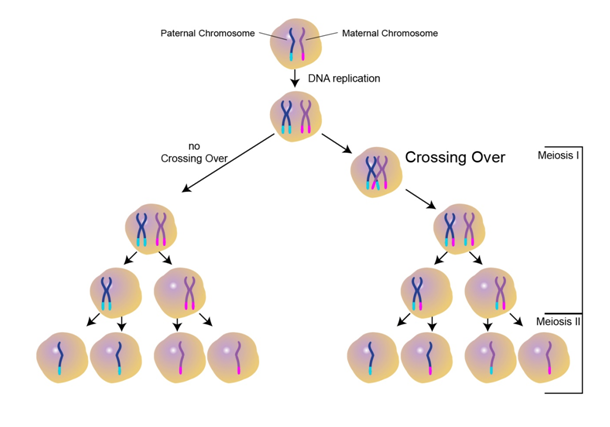 Paternal Chromosome
Maternal Chromosome
DNA replication
no
Crossing Over
Crossing Over
Meiosis I
Meiosis II